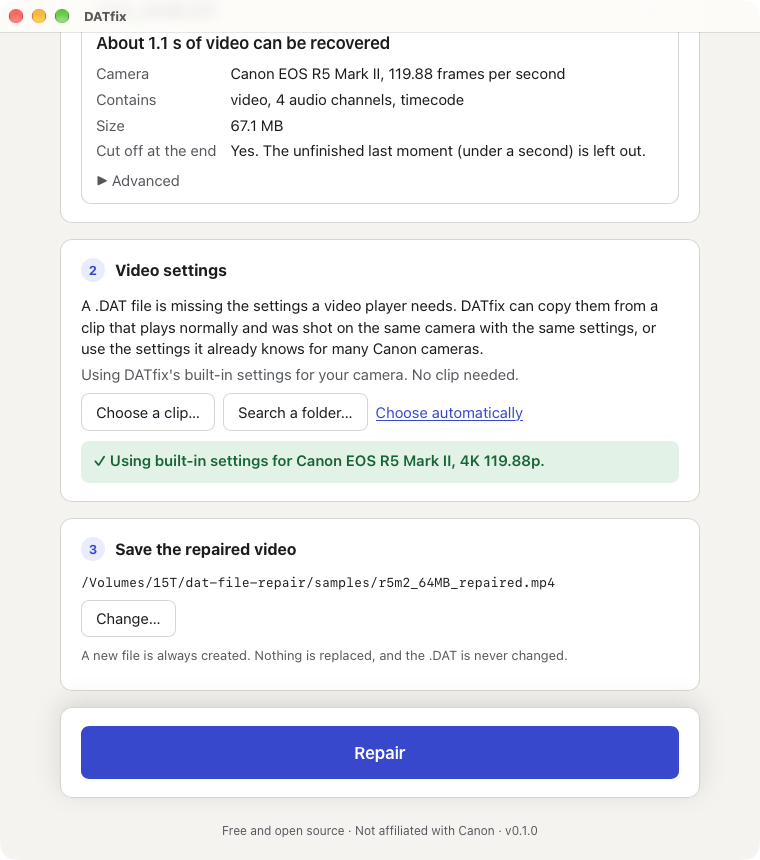 DATfix
About 1.1 s of video can be recovered
Camera Canon EOS R5 Mark II, 119.88 frames per second
Contains video, 4 audio channels, timecode
Size 67.1 MB
Cut off at the end Yes. The unfinished last moment (under a second) is left out.
▶ Advanced
2 Video settings
A .DAT file is missing the settings a video player needs. DATfix can copy them from a
clip that plays normally and was shot on the same camera with the same settings, or
use the settings it already knows for many Canon cameras.
Using DATfix's built-in settings for your camera. No clip needed.
Choose a clip... Search a folder... Choose automatically
✓ Using built-in settings for Canon EOS R5 Mark II, 4K 119.88p.
3 Save the repaired video
/Volumes/15T/dat-file-repair/samples/r5m2_64MB_repaired.mp4
Change...
A new file is always created. Nothing is replaced, and the .DAT is never changed.
Repair
Free and open source · Not affiliated with Canon · v0.1.0